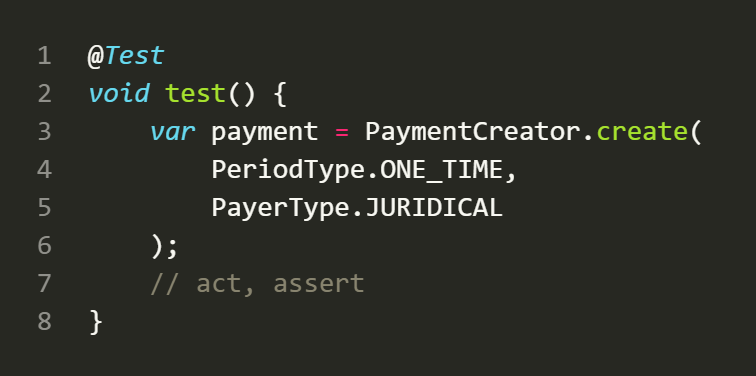 1 @Test
2 void test() {
3     var payment = PaymentCreator.create(
4         PeriodType.ONE_TIME,
5         PayerType.JURIDICAL
6     );
7     // act, assert
8 }